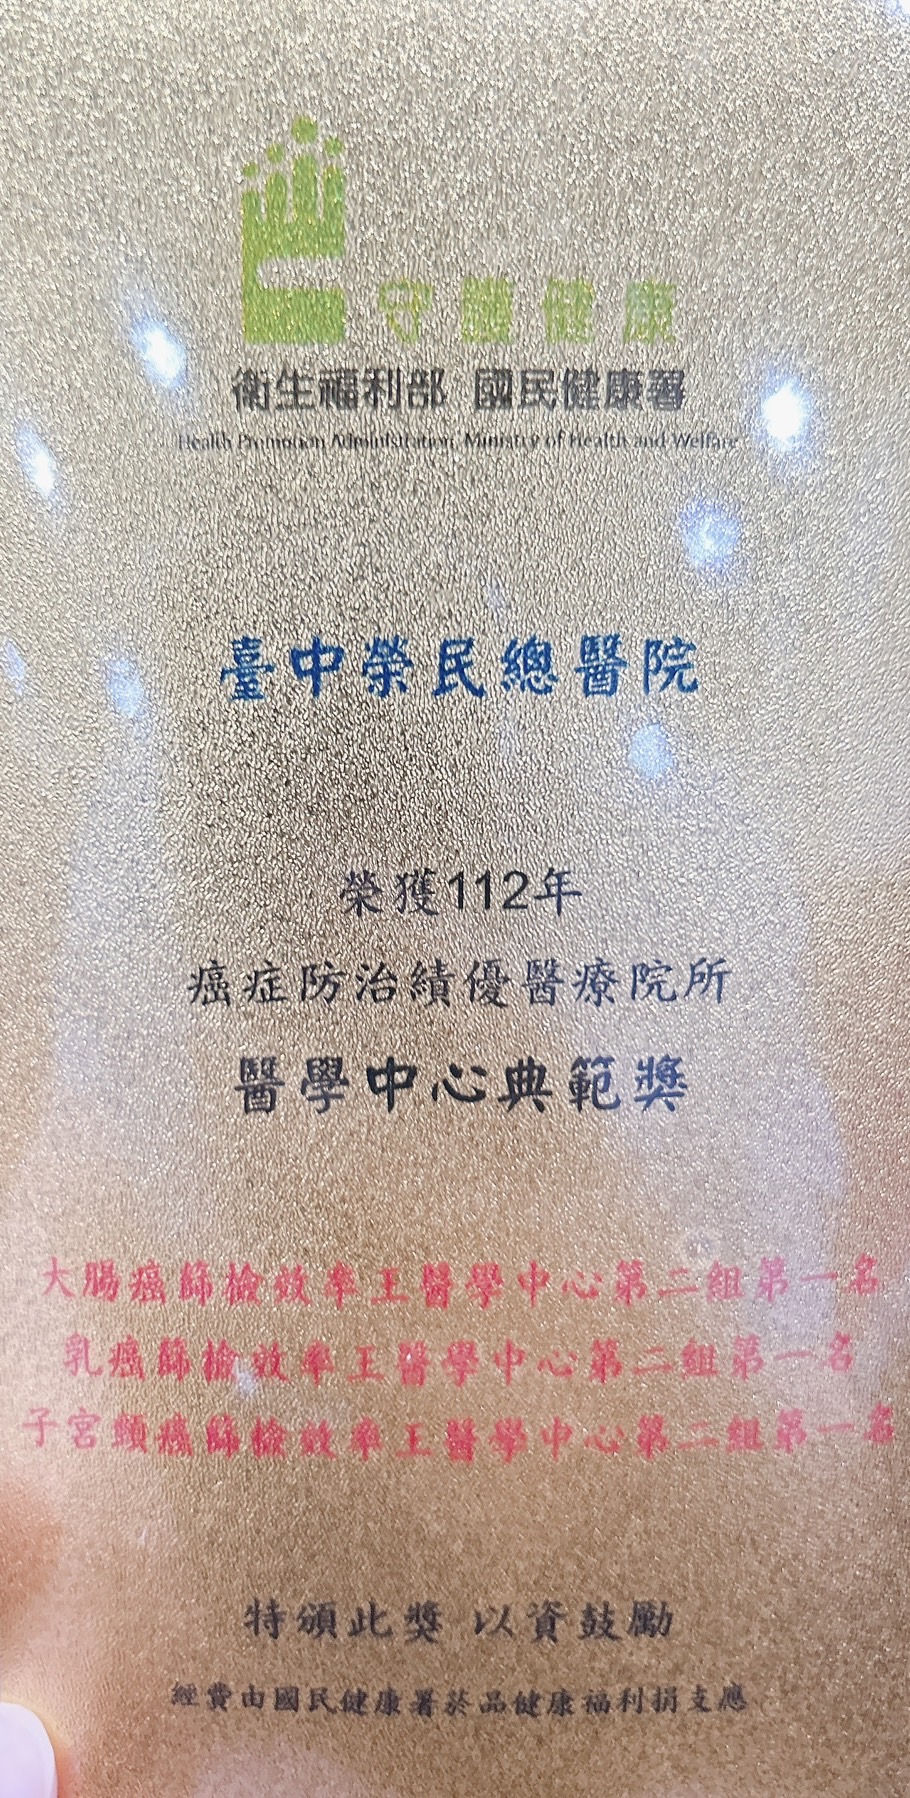 守護健康
衛生福利部 國民健康署
Health Promotion Administration, Ministry of Health and Welfare
臺中榮民總醫院
榮獲112年
癌症防治績優醫療院所
醫學中心典範獎
大腸癌篩檢效率王醫學中心第二組第一名
乳癌篩檢效率王醫學中心第二組第一名
子宮頸癌篩檢效率王醫學中心第二組第一名
特頒此獎 以資鼓勵
經費由國民健康署菸品健康福利捐支應